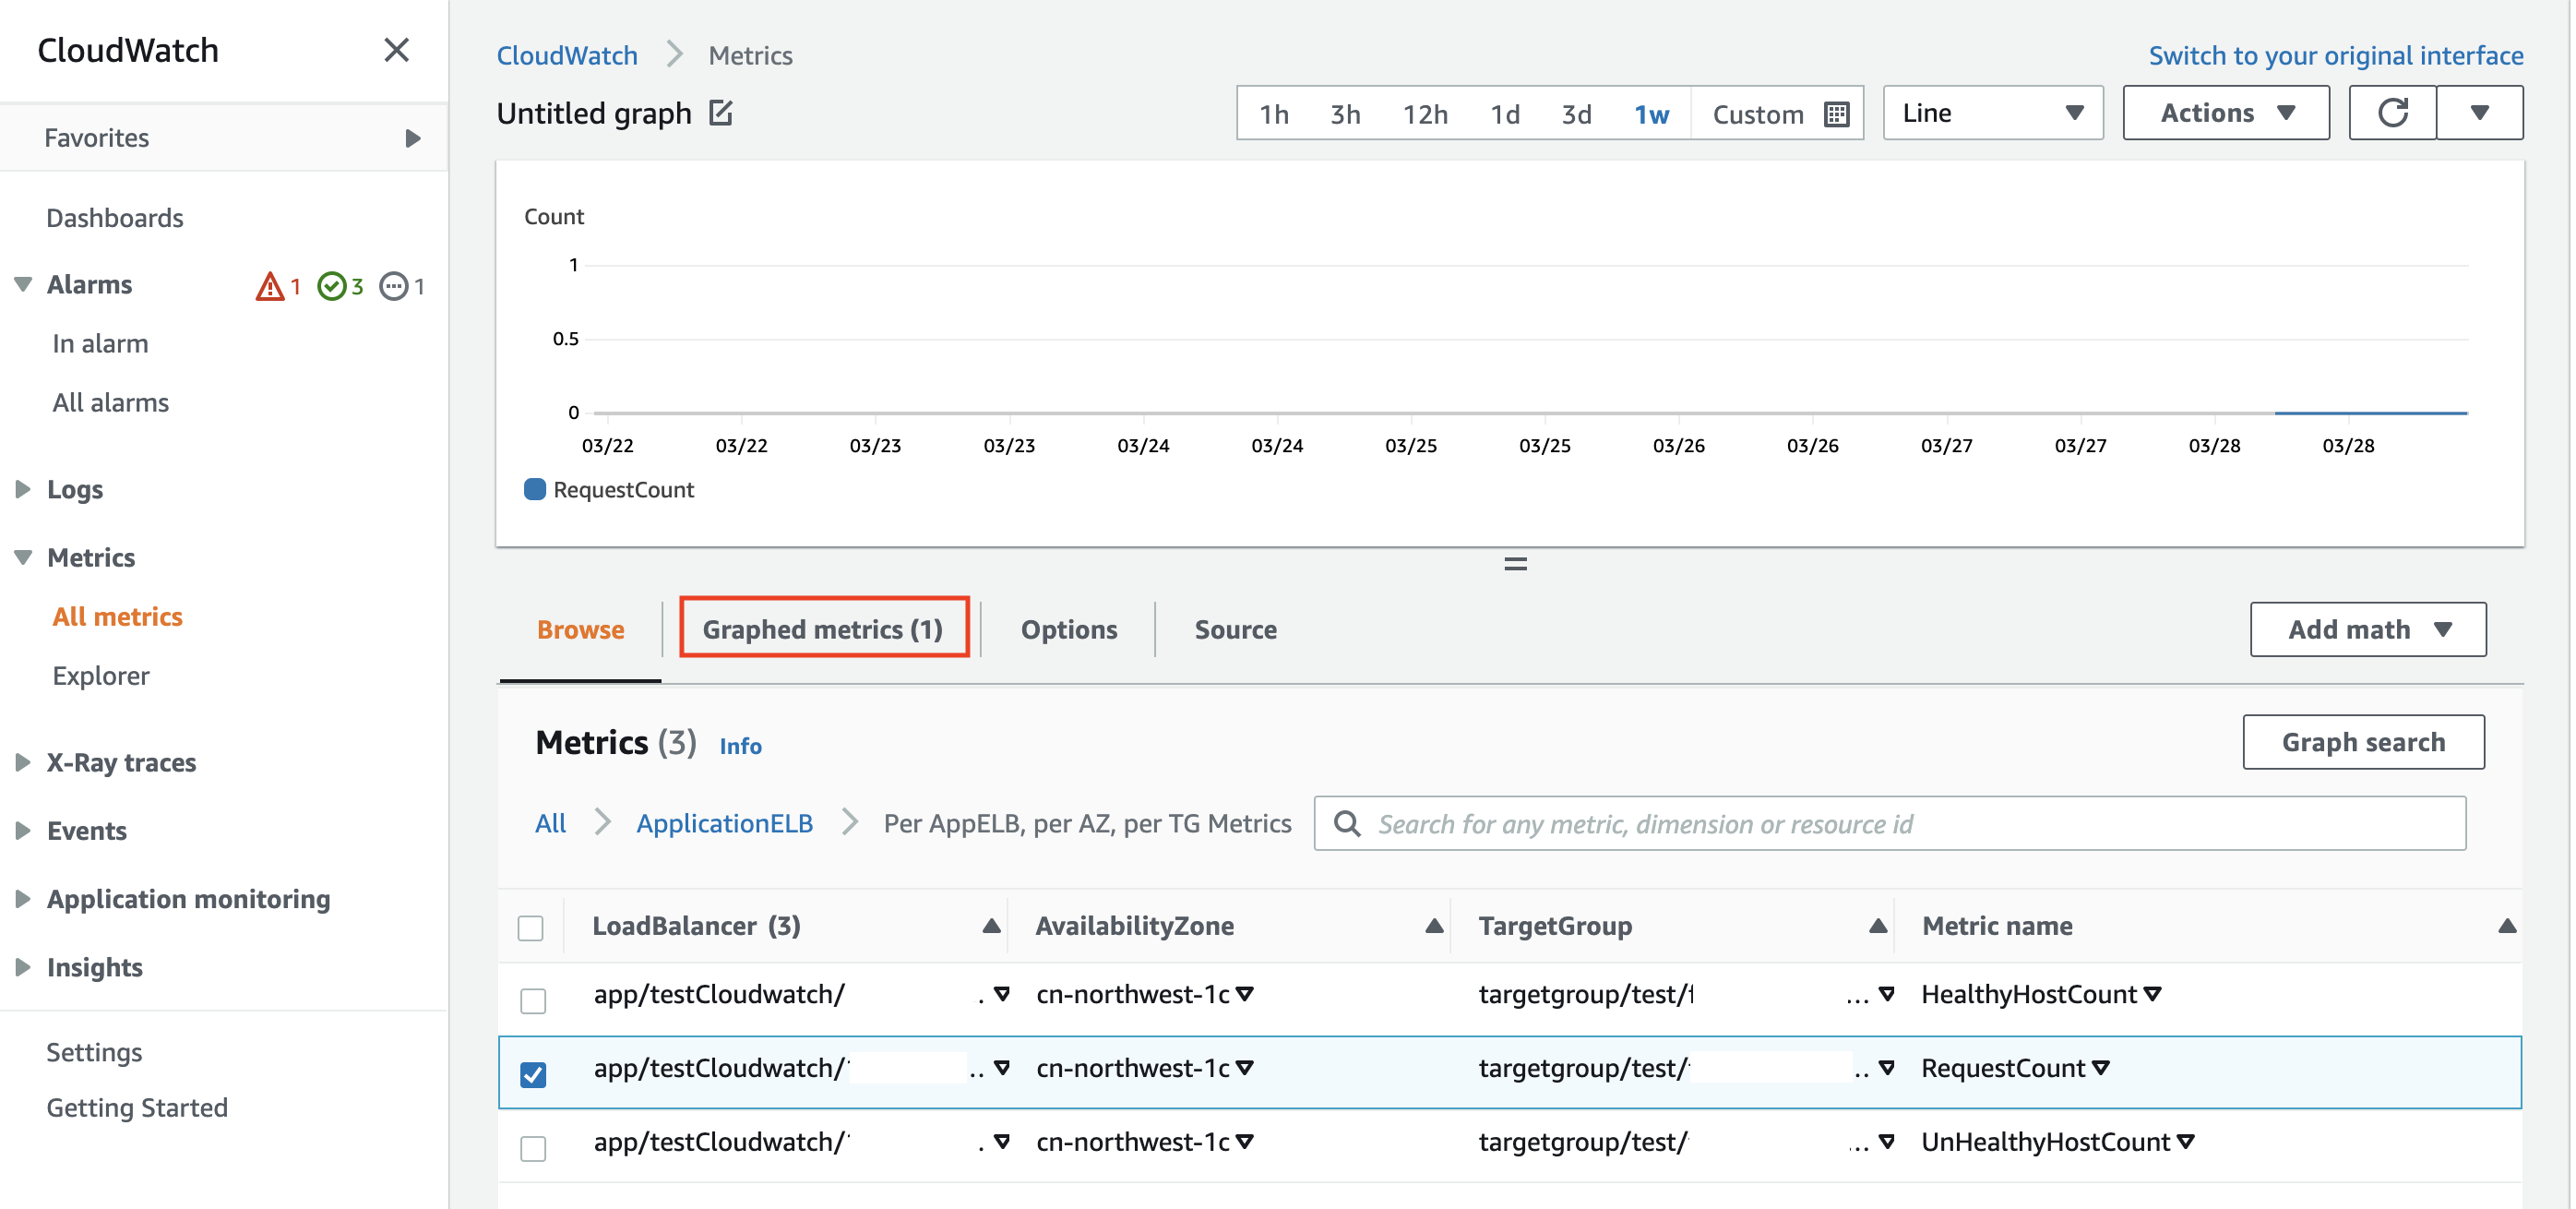 CloudWatch
Favorites
Dashboards
Alarms 1 3 1
In alarm
All alarms
Logs
Metrics
All metrics
Explorer
X-Ray traces
Events
Application monitoring
Insights
Settings
Getting Started
CloudWatch Metrics
Switch to your original interface
Untitled graph
1h 3h 12h 1d 3d 1w Custom
Line
Actions
Count
1
0.5
0
03/22 03/22 03/23 03/23 03/24 03/24 03/25 03/25 03/26 03/26 03/27 03/27 03/28 03/28
RequestCount
Browse
Graphed metrics (1)
Options
Source
Add math
Metrics (3) Info
Graph search
All ApplicationELB Per AppELB, per AZ, per TG Metrics
Search for any metric, dimension or resource id
LoadBalancer (3) AvailabilityZone TargetGroup Metric name
app/testCloudwatch/ . cn-northwest-1c targetgroup/test/f ... HealthyHostCount
app/testCloudwatch/ .. cn-northwest-1c targetgroup/test/ .. RequestCount
app/testCloudwatch/ . cn-northwest-1c targetgroup/test/ ... UnHealthyHostCount